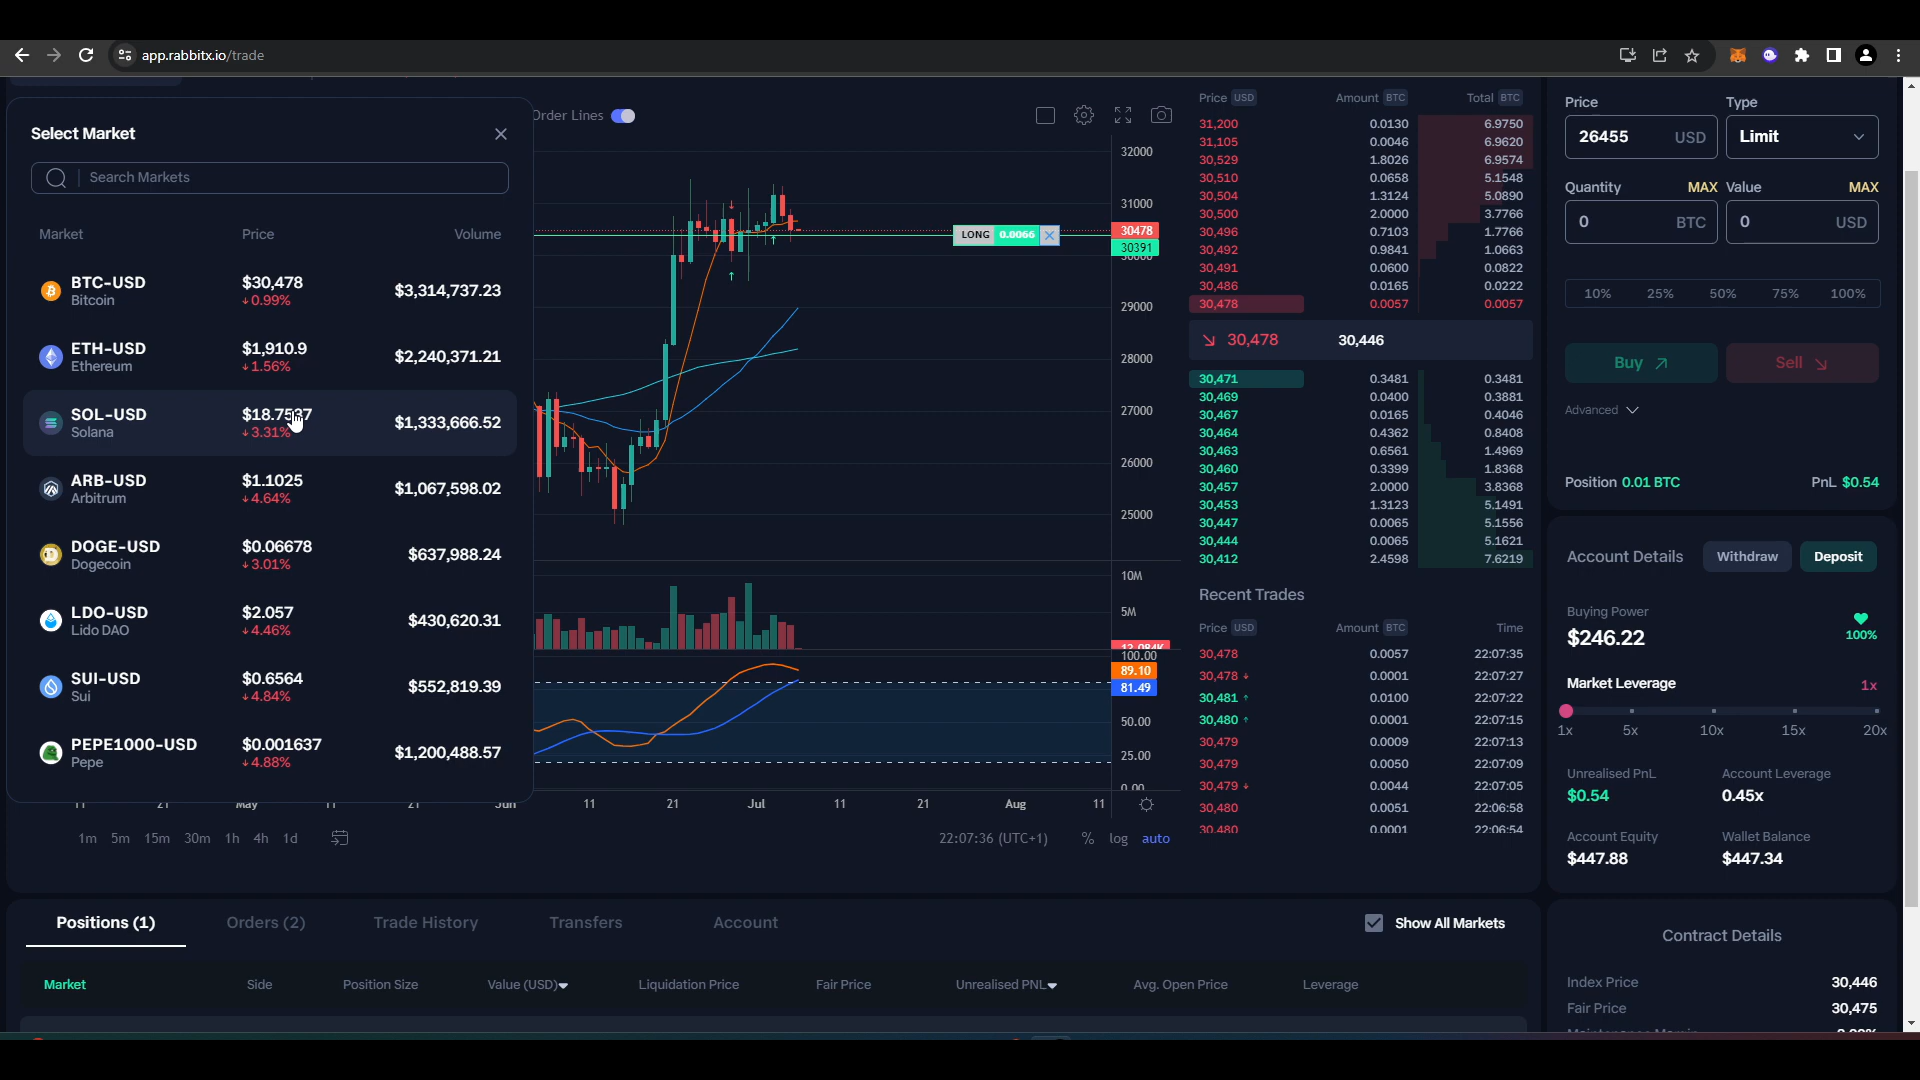 app.rabbitx.io/trade
Select Market
Search Markets
Market Price Volume
BTC-USD $30,478 $3,314,737.23
Bitcoin ↓0.99%
ETH-USD $1,910.9 $2,240,371.21
Ethereum ↓1.56%
SOL-USD $1,333,666.52
Solana ↓3.31%
ARB-USD $1.1025 $1,067,598.02
Arbitrum ↓4.64%
DOGE-USD $0.06678 $637,988.24
Dogecoin ↓3.01%
LDO-USD $2.057 $430,620.31
Lido DAO ↓4.46%
SUI-USD $0.6564 $552,819.39
Sui ↓4.84%
PEPE1000-USD $0.001637 $1,200,488.57
Pepe ↓4.88%
Order Lines
32000
31000
30478
30391
30000
29000
28000
27000
26000
25000
LONG 0.0066
10M
5M
12.084K
100.00
89.10
81.49
50.00
25.00
0.00
11 21 May 11 21 Jun 11 21 Jul 11 21 Aug 11
1m 5m 15m 30m 1h 4h 1d 22:07:36 (UTC+1) % log auto
Price USD Amount BTC Total BTC
31,200 0.0130 6.9750
31,105 0.0046 6.9620
30,529 1.8026 6.9574
30,510 0.0658 5.1548
30,504 1.3124 5.0890
30,500 2.0000 3.7766
30,496 0.7103 1.7766
30,492 0.9841 1.0663
30,491 0.0600 0.0822
30,486 0.0165 0.0222
30,478 0.0057 0.0057
30,478 30,446
30,471 0.3481 0.3481
30,469 0.0400 0.3881
30,467 0.0165 0.4046
30,464 0.4362 0.8408
30,463 0.6561 1.4969
30,460 0.3399 1.8368
30,457 2.0000 3.8368
30,453 1.3123 5.1491
30,447 0.0065 5.1556
30,444 0.0065 5.1621
30,412 2.4598 7.6219
Recent Trades
Price USD Amount BTC Time
30,478 0.0057 22:07:35
30,478 ↓ 0.0001 22:07:27
30,481 ↑ 0.0100 22:07:22
30,480 ↑ 0.0001 22:07:15
30,479 0.0009 22:07:13
30,479 0.0050 22:07:09
30,479 ↓ 0.0044 22:07:05
30,480 0.0051 22:06:58
30,480 0.0001 22:06:54
Price Type
26455 USD Limit
Quantity MAX Value MAX
0 BTC 0 USD
10% 25% 50% 75% 100%
Buy Sell
Advanced
Position 0.01 BTC PnL $0.54
Account Details Withdraw Deposit
Buying Power
$246.22 100%
Market Leverage 1x
1x 5x 10x 15x 20x
Unrealised PnL Account Leverage
$0.54 0.45x
Account Equity Wallet Balance
$447.88 $447.34
Positions (1) Orders (2) Trade History Transfers Account Show All Markets
Market Side Position Size Value (USD) Liquidation Price Fair Price Unrealised PNL Avg. Open Price Leverage
Contract Details
Index Price 30,446
Fair Price 30,475